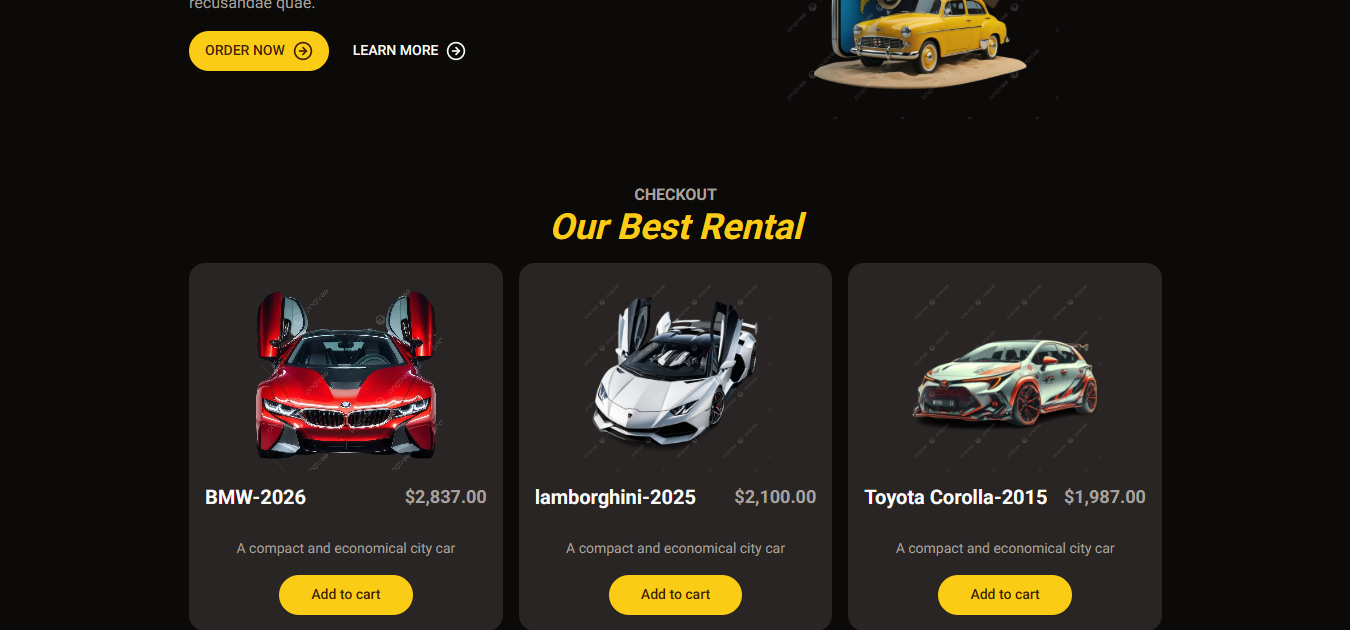 recusandae quae.
ORDER NOW
LEARN MORE
CHECKOUT
Our Best Rental
BMW-2026
$2,837.00
lamborghini-2025
$2,100.00
Toyota Corolla-2015
$1,987.00
A compact and economical city car
A compact and economical city car
A compact and economical city car
Add to cart
Add to cart
Add to cart